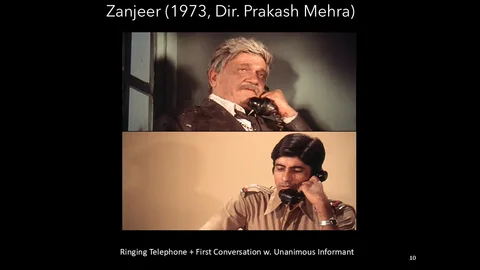 Zanjeer (1973, Dir. Prakash Mehra)
Ringing Telephone + First Conversation w. Unanimous Informant
10